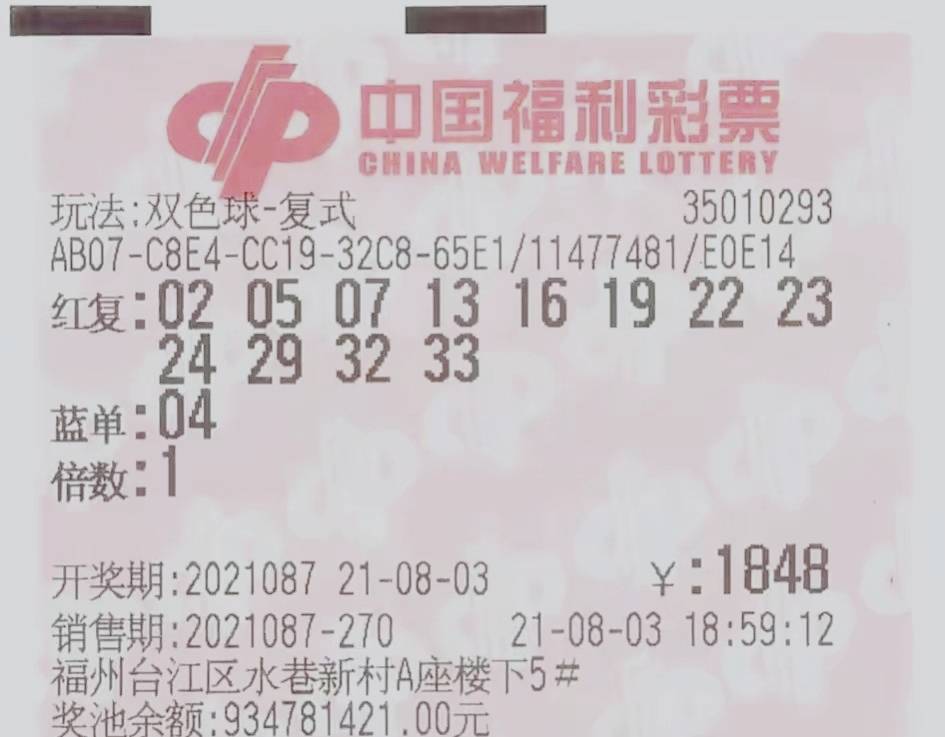 中国福利彩票
CHINA WELFARE LOTTERY
玩法:双色球-复式 35010293
AB07-C8E4-CC19-32C8-65E1/11477481/E0E14
红复:02 05 07 13 16 19 22 23
24 29 32 33
蓝单:04
倍数:1
开奖期:2021087 21-08-03 ￥:1848
销售期:2021087-270 21-08-03 18:59:12
福州台江区水巷新村A座楼下5#
奖池余额:934781421.00元